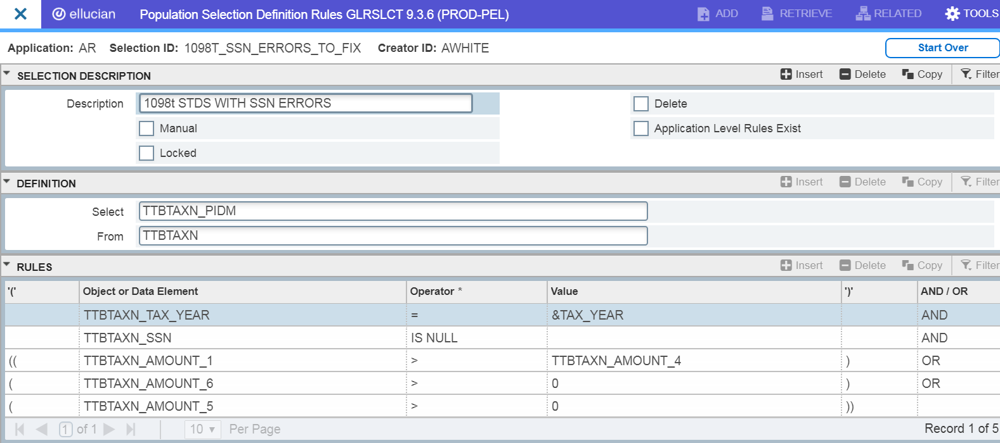 ellucian Population Selection Definition Rules GLRSLCT 9.3.6 (PROD-PEL) ADD RETRIEVE RELATED TOOLS
Application: AR Selection ID: 1098T_SSN_ERRORS_TO_FIX Creator ID: AWHITE Start Over
SELECTION DESCRIPTION Insert Delete Copy Filter
Description 1098t STDS WITH SSN ERRORS Delete
Manual Application Level Rules Exist
Locked
DEFINITION Insert Delete Copy Filter
Select TTBTAXN_PIDM
From TTBTAXN
RULES Insert Delete Copy Filter
'(' Object or Data Element Operator * Value ')' AND / OR
TTBTAXN_TAX_YEAR = &TAX_YEAR AND
TTBTAXN_SSN IS NULL AND
(( TTBTAXN_AMOUNT_1 > TTBTAXN_AMOUNT_4 ) OR
( TTBTAXN_AMOUNT_6 > 0 ) OR
( TTBTAXN_AMOUNT_5 > 0 ))
1 of 1 10 Per Page Record 1 of 5